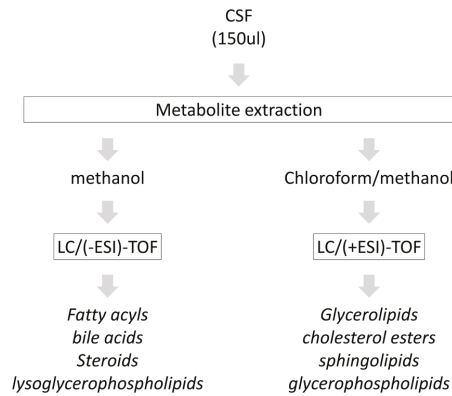 CSF
(150ul)
Metabolite extraction
methanol
Chloroform/methanol
LC/(-ESI)-TOF
LC/(+ESI)-TOF
Fatty acyls
bile acids
Steroids
lysoglycerophospholipids
Glycerolipids
cholesterol esters
sphingolipids
glycerophospholipids